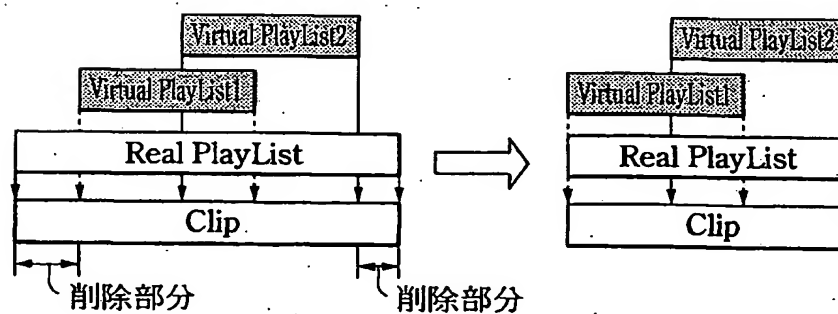 Virtual PlayList2
Virtual PlayList1
Real PlayList
Clip
削除部分
削除部分
Virtual PlayList2
Virtual PlayList1
Real PlayList
Clip